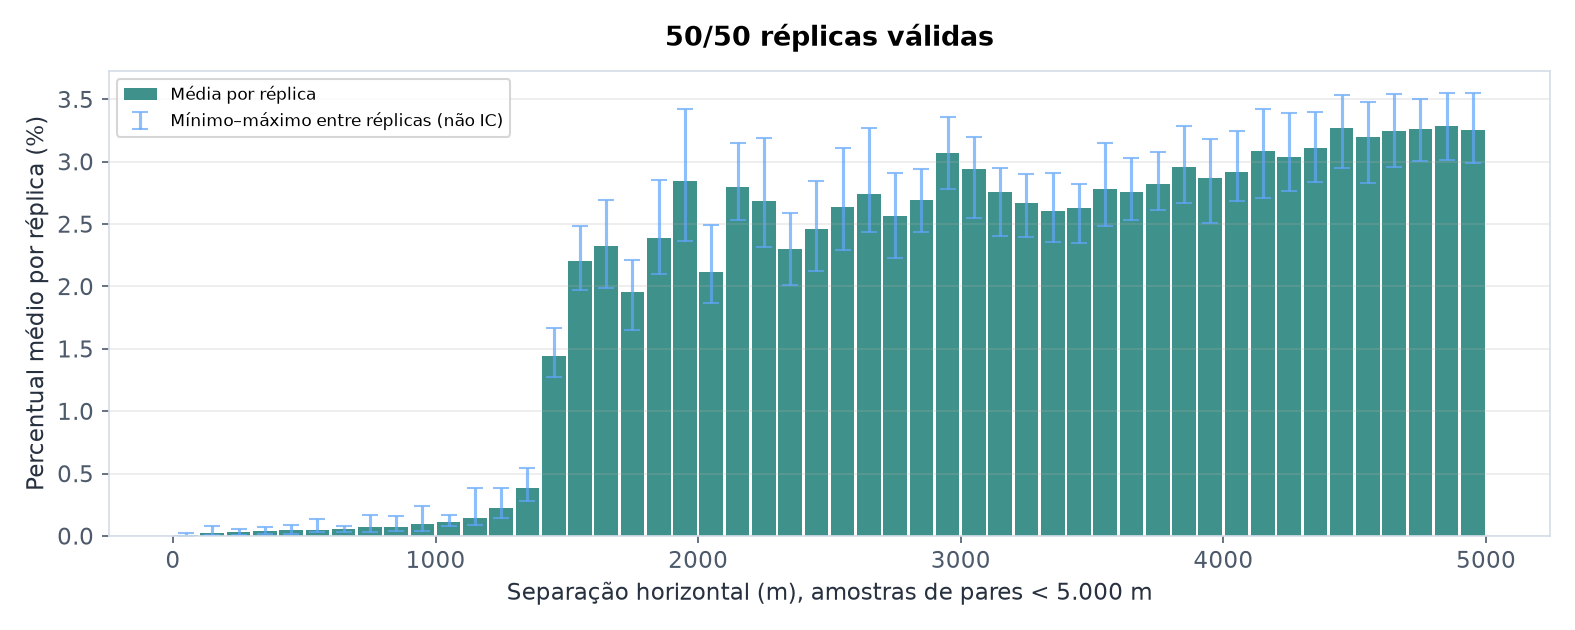 50/50 réplicas válidas
Média por réplica
Mínimo–máximo entre réplicas (não IC)
Percentual médio por réplica (%)
3.5
3.0
2.5
2.0
1.5
1.0
0.5
0.0
0 1000 2000 3000 4000 5000
Separação horizontal (m), amostras de pares < 5.000 m